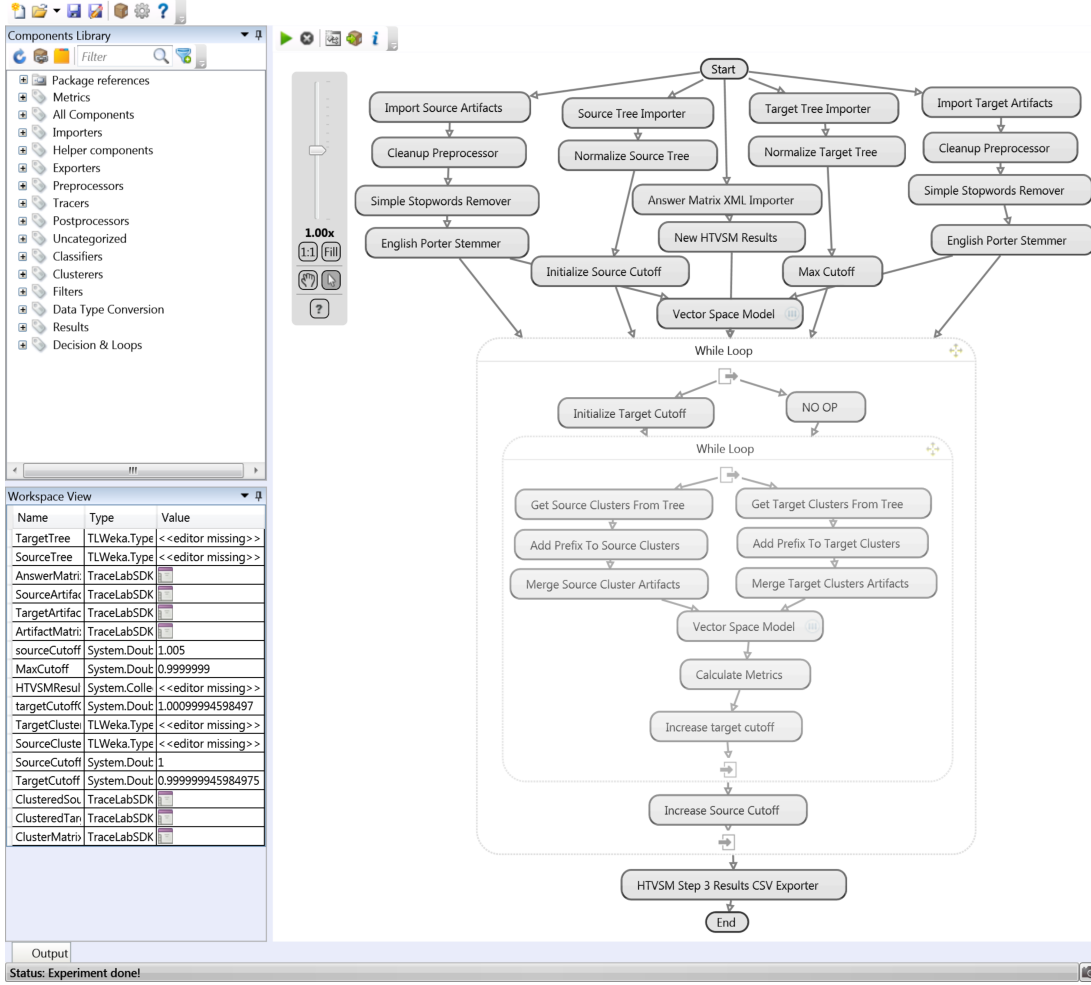 Components Library
Filter
Package references
Metrics
All Components
Importers
Helper components
Exporters
Preprocessors
Tracers
Postprocessors
Uncategorized
Classifiers
Clusterers
Filters
Data Type Conversion
Results
Decision & Loops
Workspace View
Name Type Value
TargetTree TLWeka.Type <<editor missing>>
SourceTree TLWeka.Type <<editor missing>>
AnswerMatri TraceLabSDK
SourceArtifac TraceLabSDK
TargetArtifac TraceLabSDK
ArtifactMatri TraceLabSDK
sourceCutoff System.Doub 1.005
MaxCutoff System.Doub 0.9999999
HTVSMResul System.Colle <<editor missing>>
targetCutoff System.Doub 1.00099994598497
TargetCluste TLWeka.Type <<editor missing>>
SourceCluste TLWeka.Type <<editor missing>>
SourceCutoff System.Doub 1
TargetCutoff System.Doub 0.999999945984975
ClusteredSou TraceLabSDK
ClusteredTar TraceLabSDK
ClusterMatri TraceLabSDK
1.00x
1:1 Fill
?
Start
Import Source Artifacts
Source Tree Importer
Target Tree Importer
Import Target Artifacts
Cleanup Preprocessor
Normalize Source Tree
Normalize Target Tree
Cleanup Preprocessor
Simple Stopwords Remover
Answer Matrix XML Importer
Simple Stopwords Remover
English Porter Stemmer
New HTVSM Results
English Porter Stemmer
Initialize Source Cutoff
Max Cutoff
Vector Space Model
While Loop
Initialize Target Cutoff
NO OP
While Loop
Get Source Clusters From Tree
Get Target Clusters From Tree
Add Prefix To Source Clusters
Add Prefix To Target Clusters
Merge Source Cluster Artifacts
Merge Target Clusters Artifacts
Vector Space Model
Calculate Metrics
Increase target cutoff
Increase Source Cutoff
HTVSM Step 3 Results CSV Exporter
End
Output
Status: Experiment done!